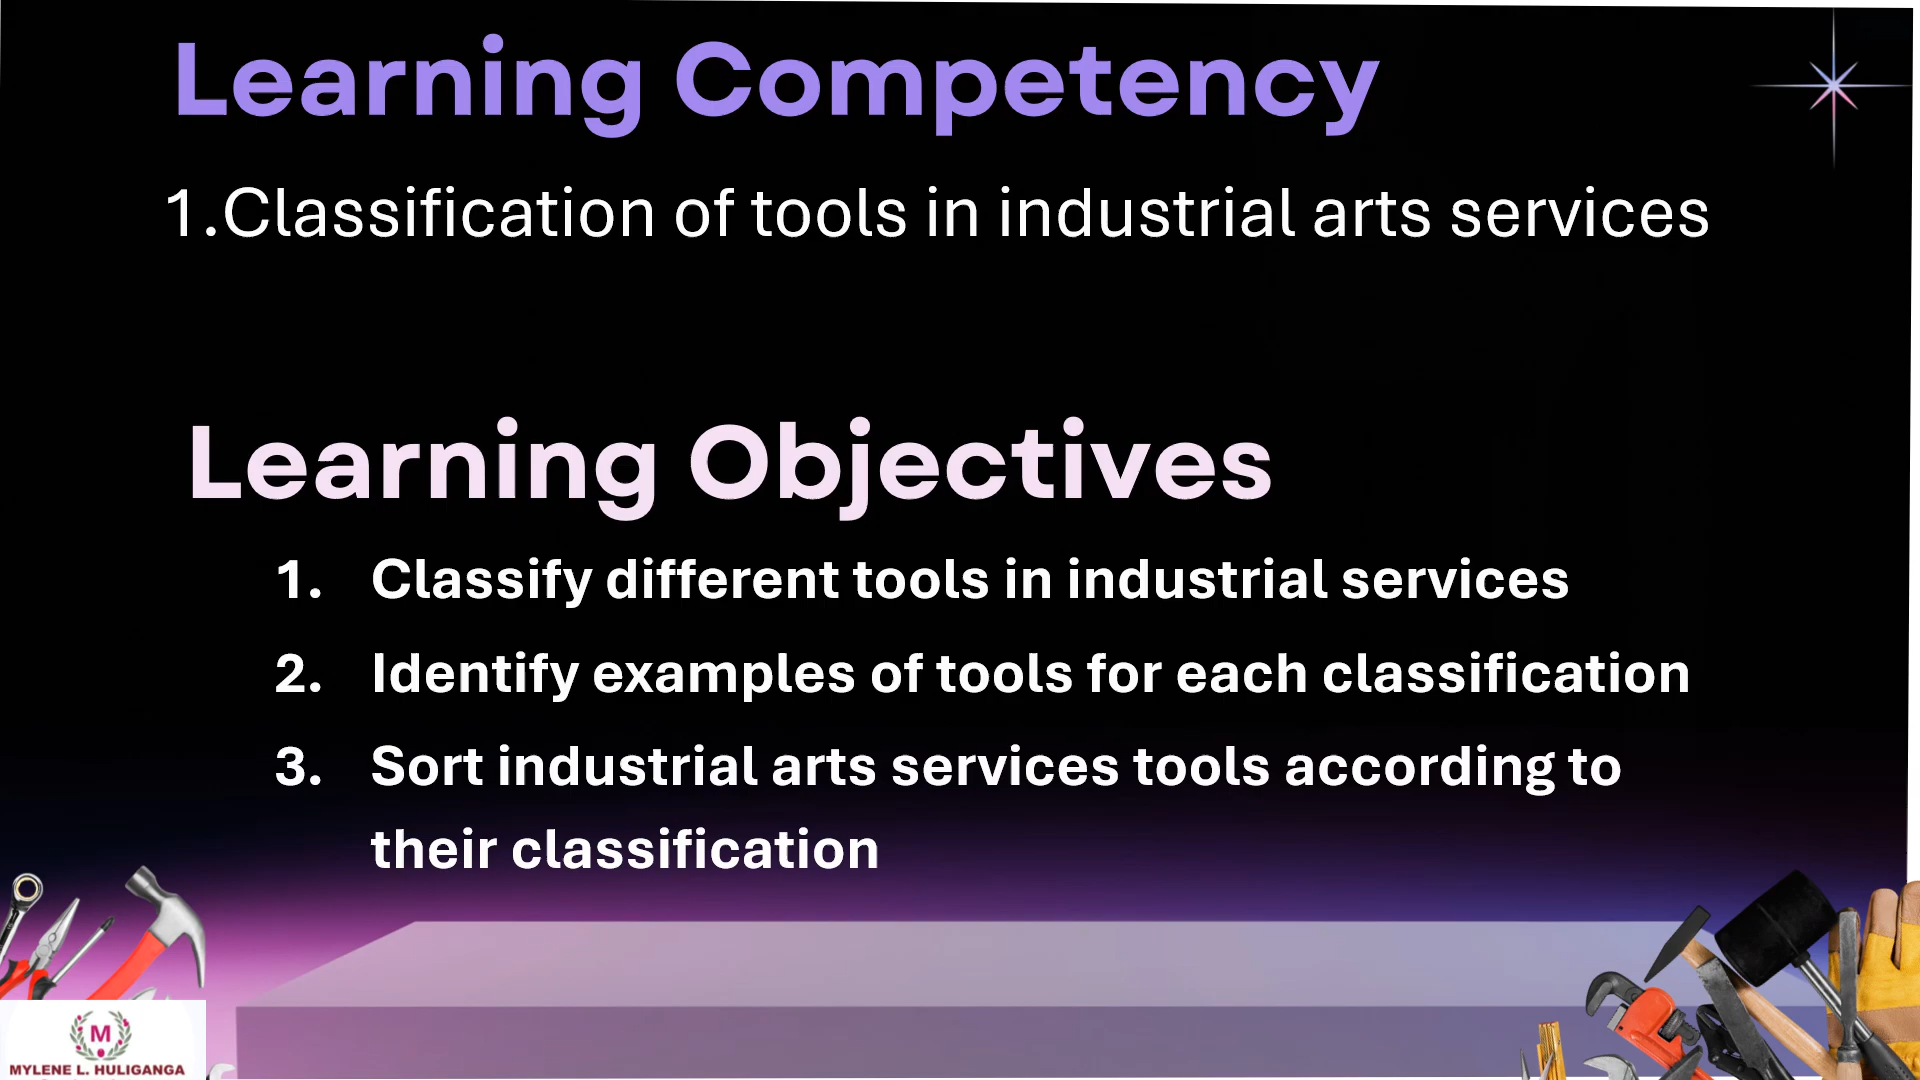 Learning Competency
1.Classification of tools in industrial arts services
Learning Objectives
1. Classify different tools in industrial services
2. Identify examples of tools for each classification
3. Sort industrial arts services tools according to
their classification
M
MYLENE L. HULIGANGA